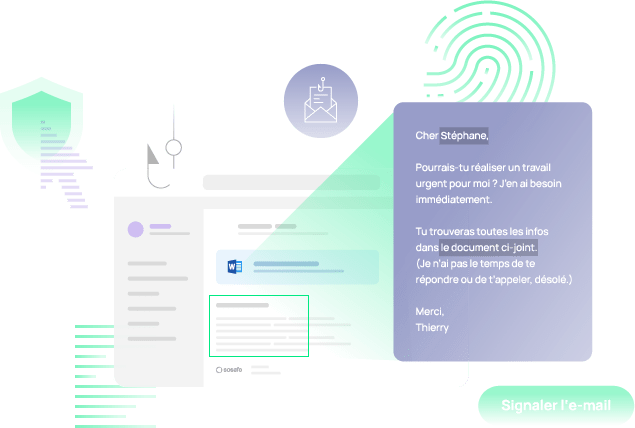 Cher Stéphane,
Pourrais-tu réaliser un travail
urgent pour moi ? J'en ai besoin
immédiatement.
Tu trouveras toutes les infos
dans le document ci-joint.
(Je n'ai pas le temps de te
répondre ou de t'appeler, désolé.)
Merci,
Thierry
W
sosafe
Signaler l'e-mail